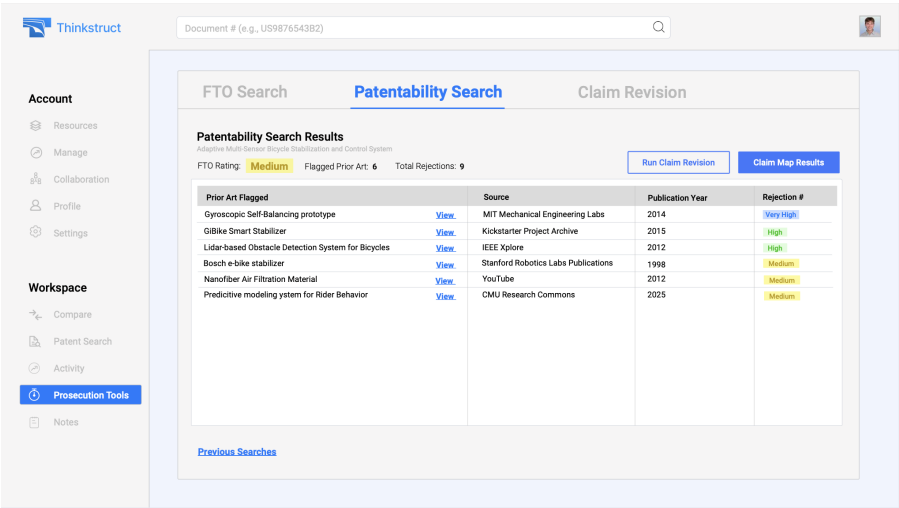 Thinkstruct
Document # (e.g., US9876543B2)
Account
Resources
Manage
Collaboration
Profile
Settings
Workspace
Compare
Patent Search
Activity
Prosecution Tools
Notes
FTO Search Patentability Search Claim Revision
Patentability Search Results
Adaptive Multi-Sensor Bicycle Stabilization and Control System
FTO Rating: Medium Flagged Prior Art: 6 Total Rejections: 9
Run Claim Revision Claim Map Results
Prior Art Flagged Source Publication Year Rejection #
Gyroscopic Self-Balancing prototype View MIT Mechanical Engineering Labs 2014 Very High
GiBike Smart Stabilizer View Kickstarter Project Archive 2015 High
Lidar-based Obstacle Detection System for Bicycles View IEEE Xplore 2012 High
Bosch e-bike stabilizer View Stanford Robotics Labs Publications 1998 Medium
Nanofiber Air Filtration Material View YouTube 2012 Medium
Predicitive modeling ystem for Rider Behavior View CMU Research Commons 2025 Medium
Previous Searches